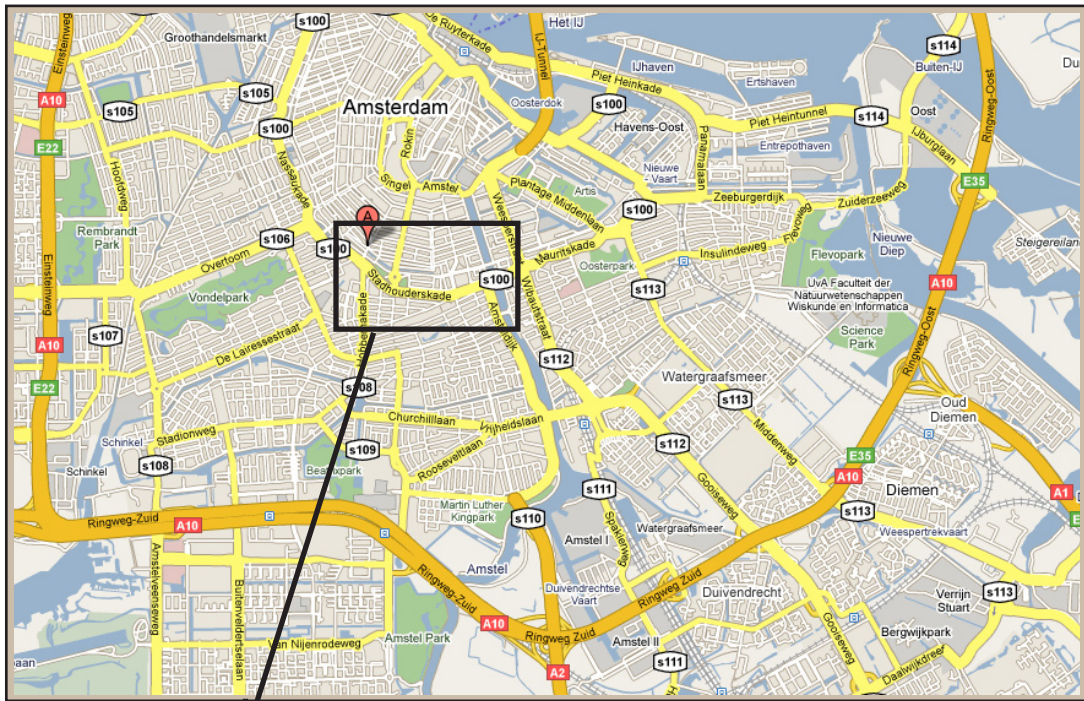 s100
De Ruyterkade
Het IJ
Groothandelsmarkt
Einsteinweg
IJ-Tunnel
s114
Buiten-IJ
Du
IJhaven
Piet Heinkade
Ertshaven
A10
s105
s105
Amsterdam
Oosterdok
s100
Oost
Ringweg-Oost
s100
Havens-Oost
Piet Heintunnel
s114
IJburglaan
E22
Nassaukade
Rokin
Panamalaan
Entrepothaven
Hoofdweg
Singel
Amstel
Nieuwe
- Vaart
Artis
Plantage Middenlaan
Zeeburgerdijk
E35
Zuiderzeeweg
Rembrandt
Park
A
Weesperstraat
s100
Flevoweg
s106
s100
Mauritskade
Insulindeweg
Nieuwe
Diep
Steigereiland
Overtoom
Oosterpark
Flevopark
Einsteinweg
Stadhouderskade
s100
s113
UvA Faculteit der
Natuurwetenschappen
Wiskunde en Informatica
A10
Vondelpark
Hobbemakade
Amsteldijk
Wibautstraat
Science
Park
s107
A10
De Lairessestraat
s112
Ringweg-Oost
E22
s108
Watergraafsmeer
s113
Oud
Diemen
Churchilllaan
Vrijheidslaan
Schinkel
Stadionweg
s112
Middenweg
s109
Rooseveltlaan
E35
s108
Schinkel
Beatrixpark
Gooiseweg
A10
A1
s111
Diemen
Martin Luther
Kingpark
s113
Ringweg-Zuid
A10
s110
Watergraafsmeer
Weespertrekvaart
Amstel I
Spaklerweg
Amstelveenseweg
Buitenveldertselaan
Amstel
Ringweg-Zuid
Duivendrechtse
Vaart
Ringweg Zuid
Duivendrecht
Verrijn
Stuart
s113
A10
Ringweg Zuid
Amstel II
Gooiseweg
Bergwijkpark
Amstel Park
Van Nijenrodeweg
s111
A2
Daalwijkdreef